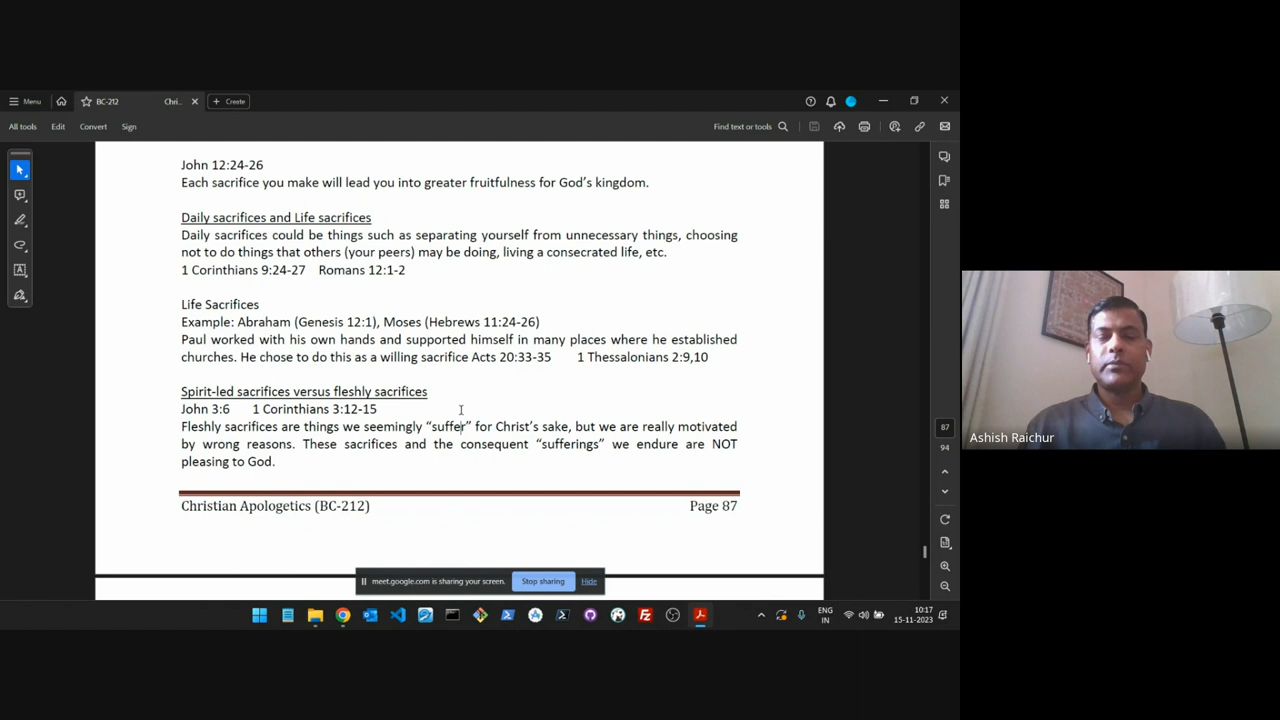 Menu
BC-212
Chri..
Create
All tools
Edit
Convert
Sign
Find text or tools
John 12:24-26
Each sacrifice you make will lead you into greater fruitfulness for God’s kingdom.
Daily sacrifices and Life sacrifices
Daily sacrifices could be things such as separating yourself from unnecessary things, choosing
not to do things that others (your peers) may be doing, living a consecrated life, etc.
1 Corinthians 9:24-27 Romans 12:1-2
Life Sacrifices
Example: Abraham (Genesis 12:1), Moses (Hebrews 11:24-26)
Paul worked with his own hands and supported himself in many places where he established
churches. He chose to do this as a willing sacrifice Acts 20:33-35 1 Thessalonians 2:9,10
Spirit-led sacrifices versus fleshly sacrifices
John 3:6 1 Corinthians 3:12-15
Fleshly sacrifices are things we seemingly “suffer” for Christ’s sake, but we are really motivated
by wrong reasons. These sacrifices and the consequent “sufferings” we endure are NOT
pleasing to God.
Christian Apologetics (BC-212) Page 87
87
94
Ashish Raichur
meet.google.com is sharing your screen. Stop sharing Hide
ENG
IN
10:17
15-11-2023